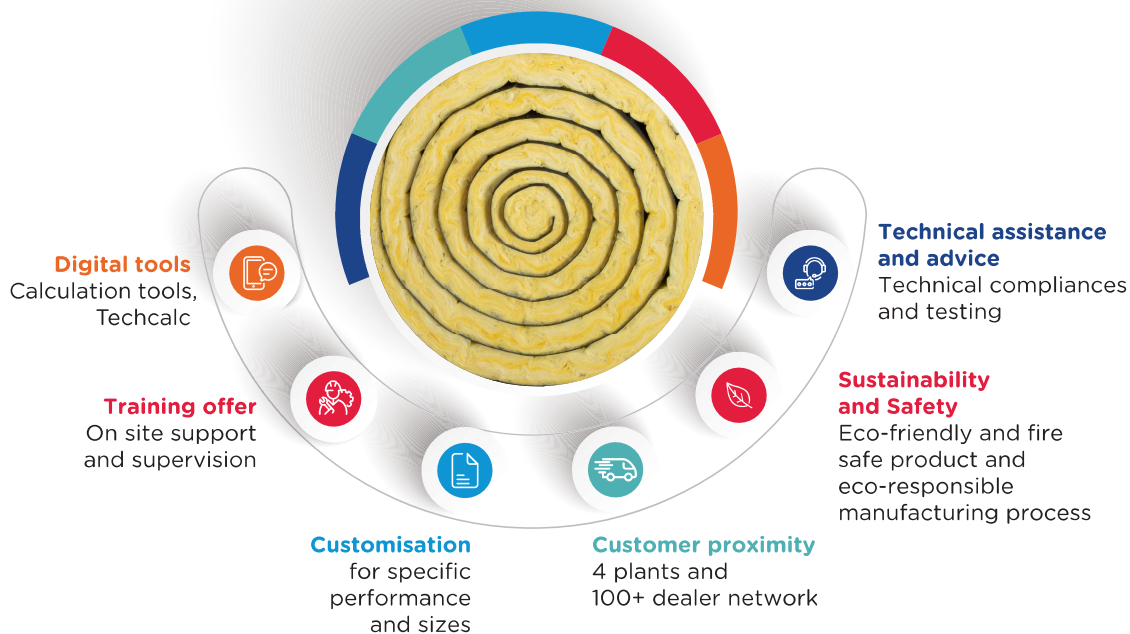 Digital tools
Calculation tools,
Techcalc
Training offer
On site support
and supervision
Customisation
for specific
performance
and sizes
Customer proximity
4 plants and
100+ dealer network
Sustainability
and Safety
Eco-friendly and fire
safe product and
eco-responsible
manufacturing process
Technical assistance
and advice
Technical compliances
and testing